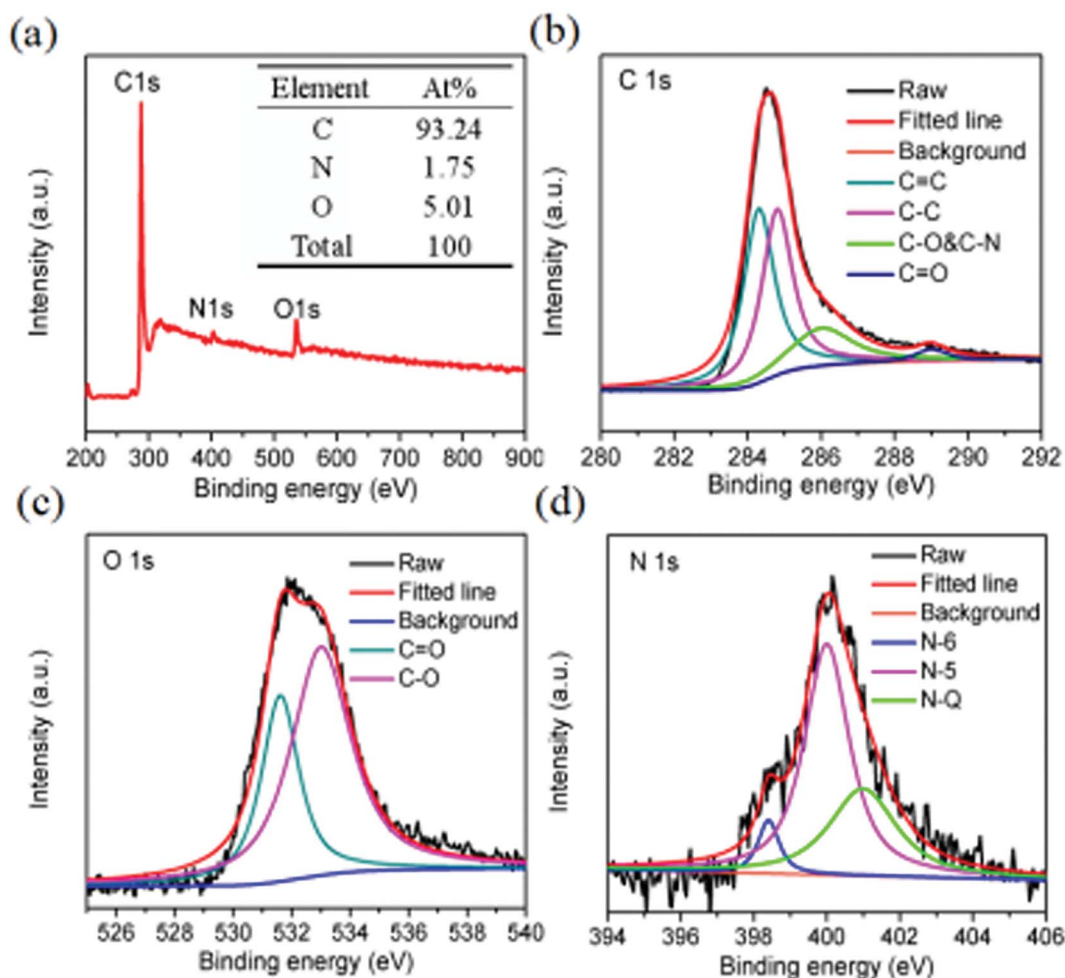 (a)
C1s
N1s
O1s
Element At%
C 93.24
N 1.75
O 5.01
Total 100
Intensity (a.u.)
200 300 400 500 600 700 800 900
Binding energy (eV)
(b)
C 1s
Raw
Fitted line
Background
C=C
C-C
C-O&C-N
C=O
Intensity (a.u.)
280 282 284 286 288 290 292
Binding energy (eV)
(c)
O 1s
Raw
Fitted line
Background
C=O
C-O
Intensity (a.u.)
526 528 530 532 534 536 538 540
Binding energy (eV)
(d)
N 1s
Raw
Fitted line
Background
N-6
N-5
N-Q
Intensity (a.u.)
394 396 398 400 402 404 406
Binding energy (eV)